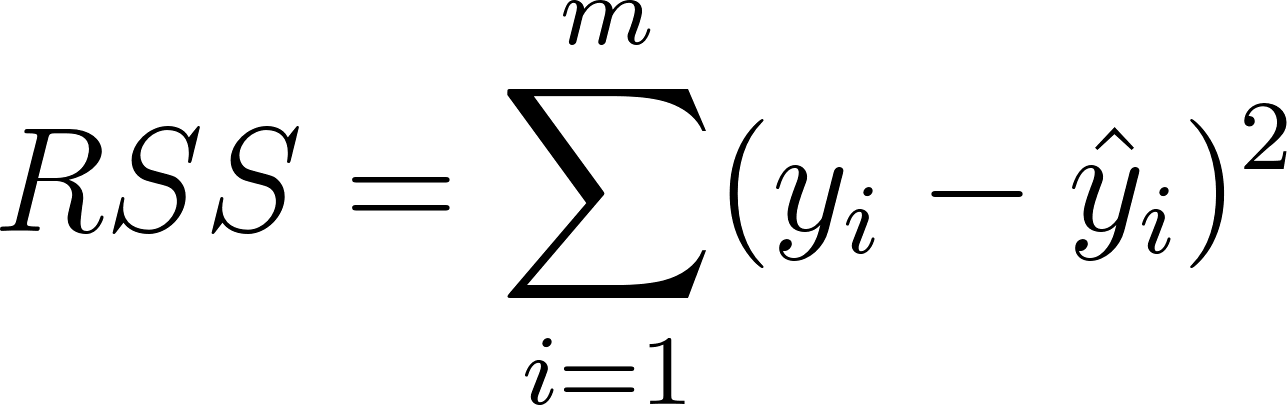 RSS = \sum_{i=1}^{m} (y_i - \hat{y}_i)^2